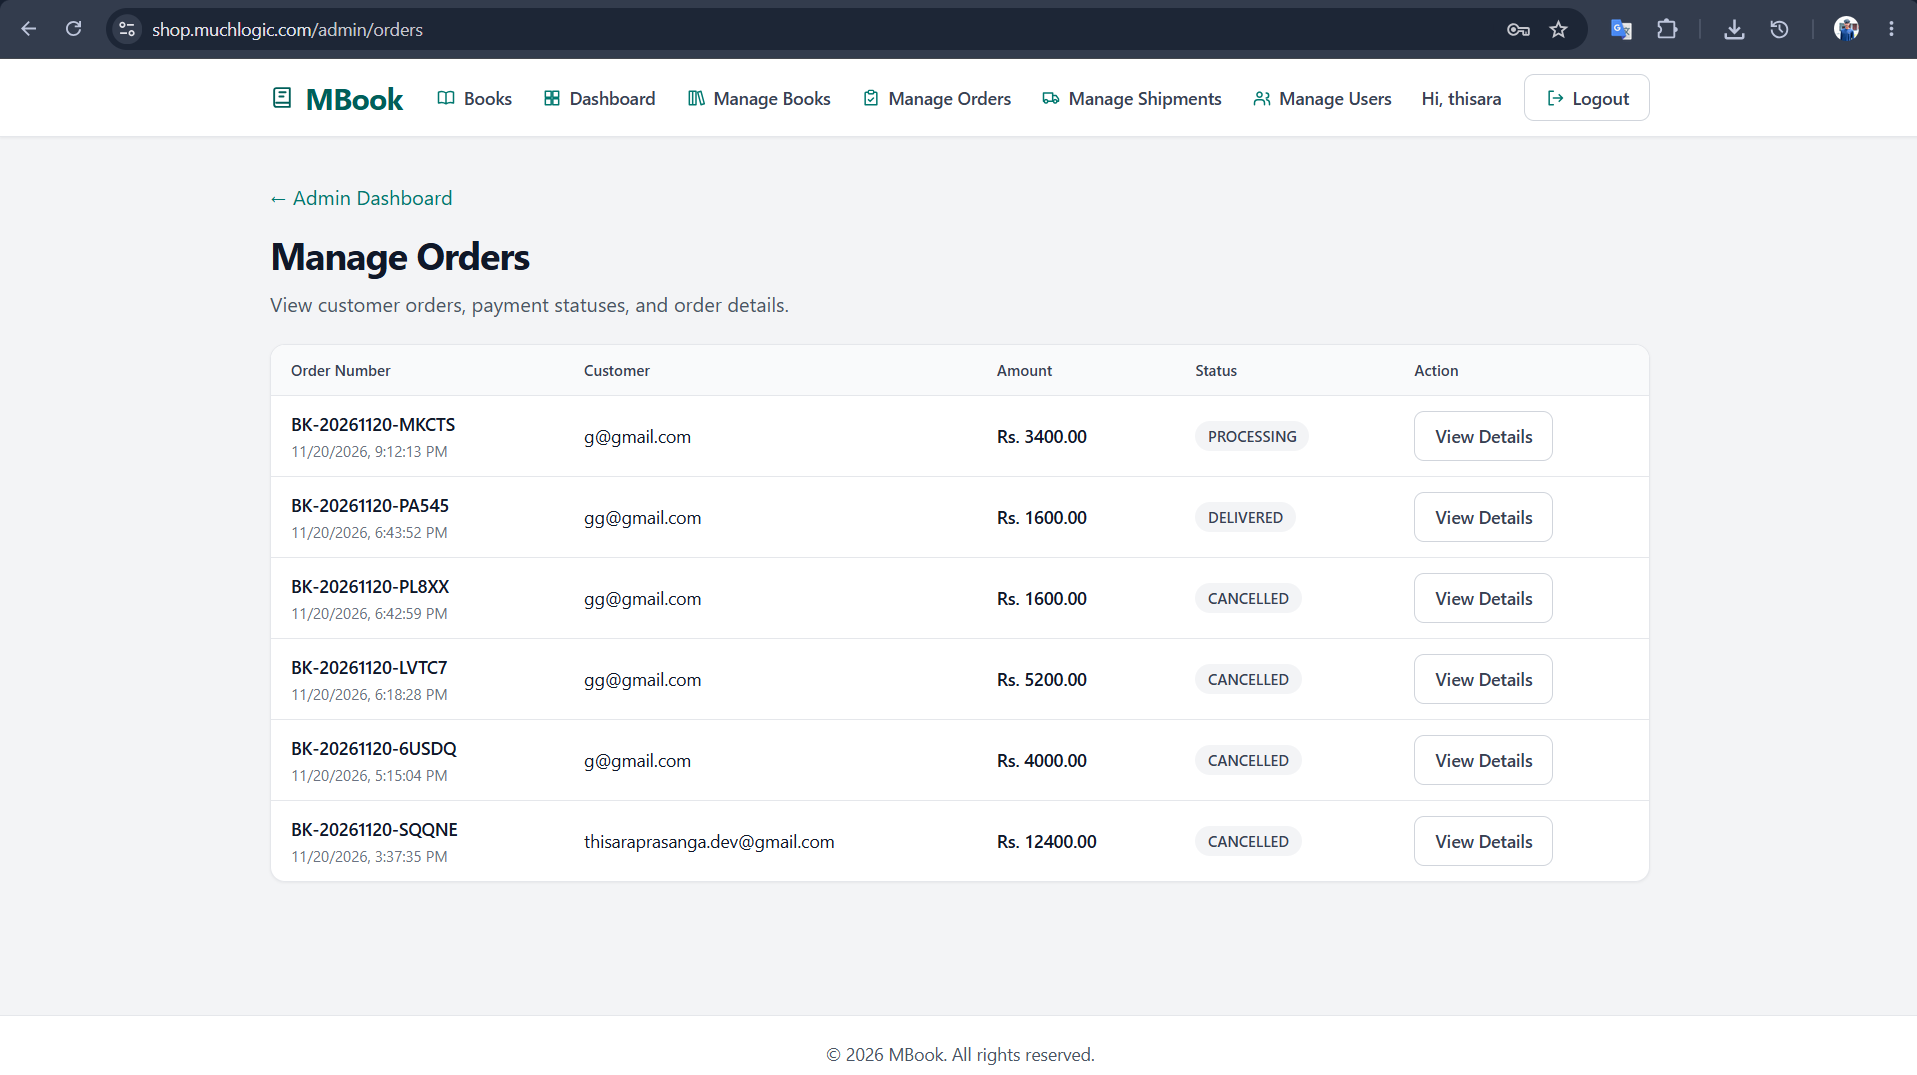 shop.muchlogic.com/admin/orders
MBook Books Dashboard Manage Books Manage Orders Manage Shipments Manage Users Hi, thisara Logout
← Admin Dashboard
Manage Orders
View customer orders, payment statuses, and order details.
Order Number Customer Amount Status Action
BK-20261120-MKCTS
11/20/2026, 9:12:13 PM
g@gmail.com Rs. 3400.00 PROCESSING View Details
BK-20261120-PA545
11/20/2026, 6:43:52 PM
gg@gmail.com Rs. 1600.00 DELIVERED View Details
BK-20261120-PL8XX
11/20/2026, 6:42:59 PM
gg@gmail.com Rs. 1600.00 CANCELLED View Details
BK-20261120-LVTC7
11/20/2026, 6:18:28 PM
gg@gmail.com Rs. 5200.00 CANCELLED View Details
BK-20261120-6USDQ
11/20/2026, 5:15:04 PM
g@gmail.com Rs. 4000.00 CANCELLED View Details
BK-20261120-SQQNE
11/20/2026, 3:37:35 PM
thisaraprasanga.dev@gmail.com Rs. 12400.00 CANCELLED View Details
© 2026 MBook. All rights reserved.